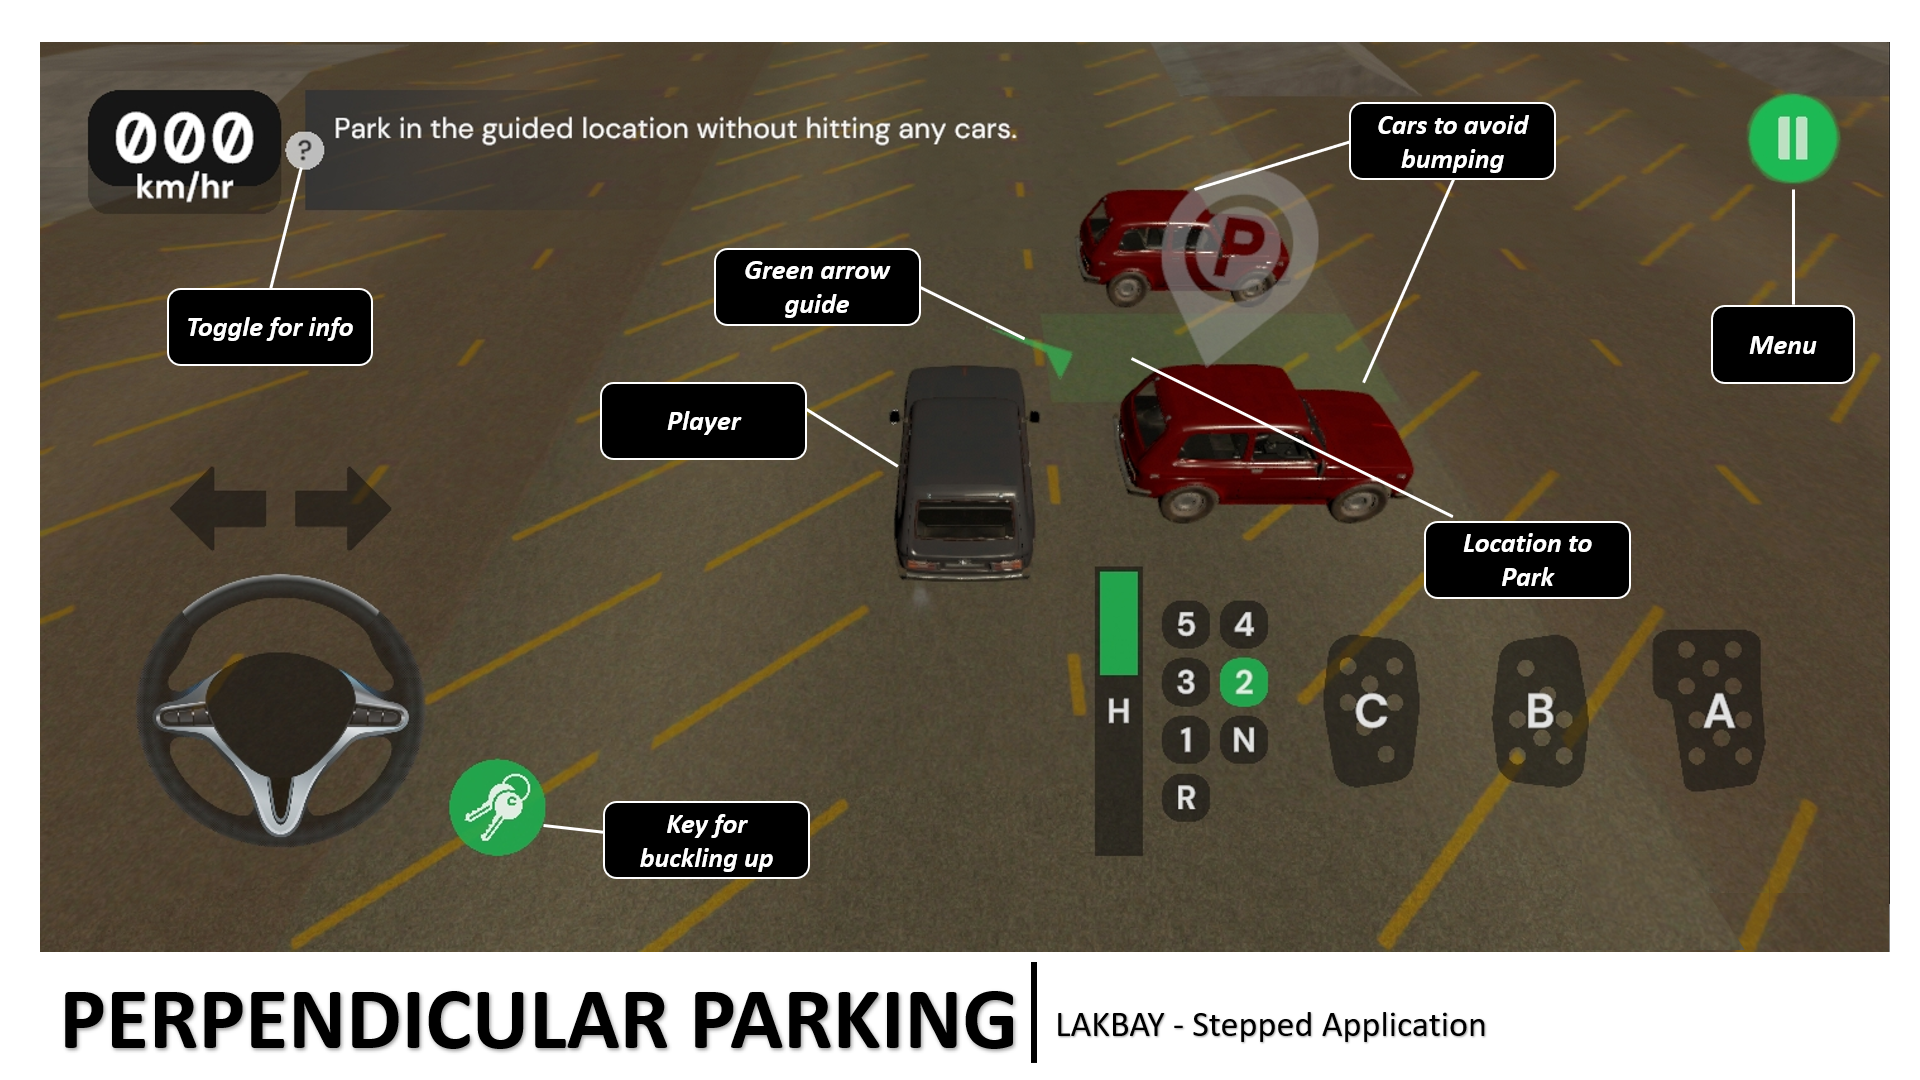 000
km/hr
?
Park in the guided location without hitting any cars.
Cars to avoid
bumping
P
Green arrow
guide
Toggle for info
Menu
Player
Location to
Park
5 4
3 2
H
1 N
R
C
B
A
Key for
buckling up
PERPENDICULAR PARKING
LAKBAY - Stepped Application